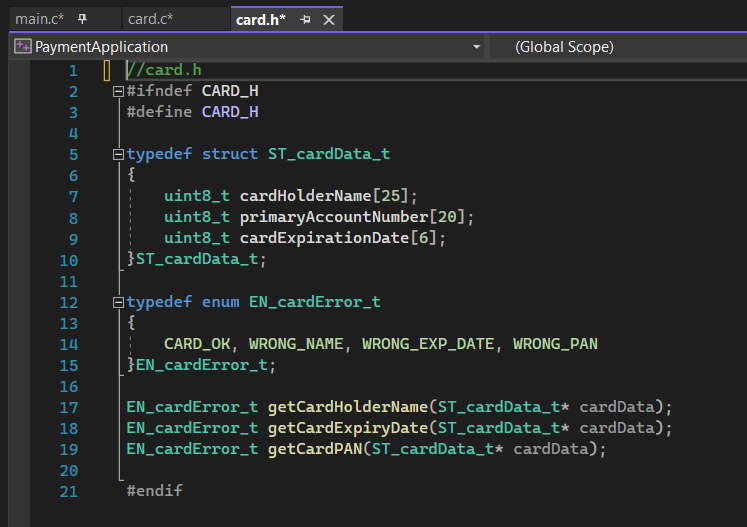 main.c* card.c* card.h*
PaymentApplication (Global Scope)
1 //card.h
2 #ifndef CARD_H
3 #define CARD_H
4
5 typedef struct ST_cardData_t
6 {
7 uint8_t cardHolderName[25];
8 uint8_t primaryAccountNumber[20];
9 uint8_t cardExpirationDate[6];
10 }ST_cardData_t;
11
12 typedef enum EN_cardError_t
13 {
14 CARD_OK, WRONG_NAME, WRONG_EXP_DATE, WRONG_PAN
15 }EN_cardError_t;
16
17 EN_cardError_t getCardHolderName(ST_cardData_t* cardData);
18 EN_cardError_t getCardExpiryDate(ST_cardData_t* cardData);
19 EN_cardError_t getCardPAN(ST_cardData_t* cardData);
20
21 #endif